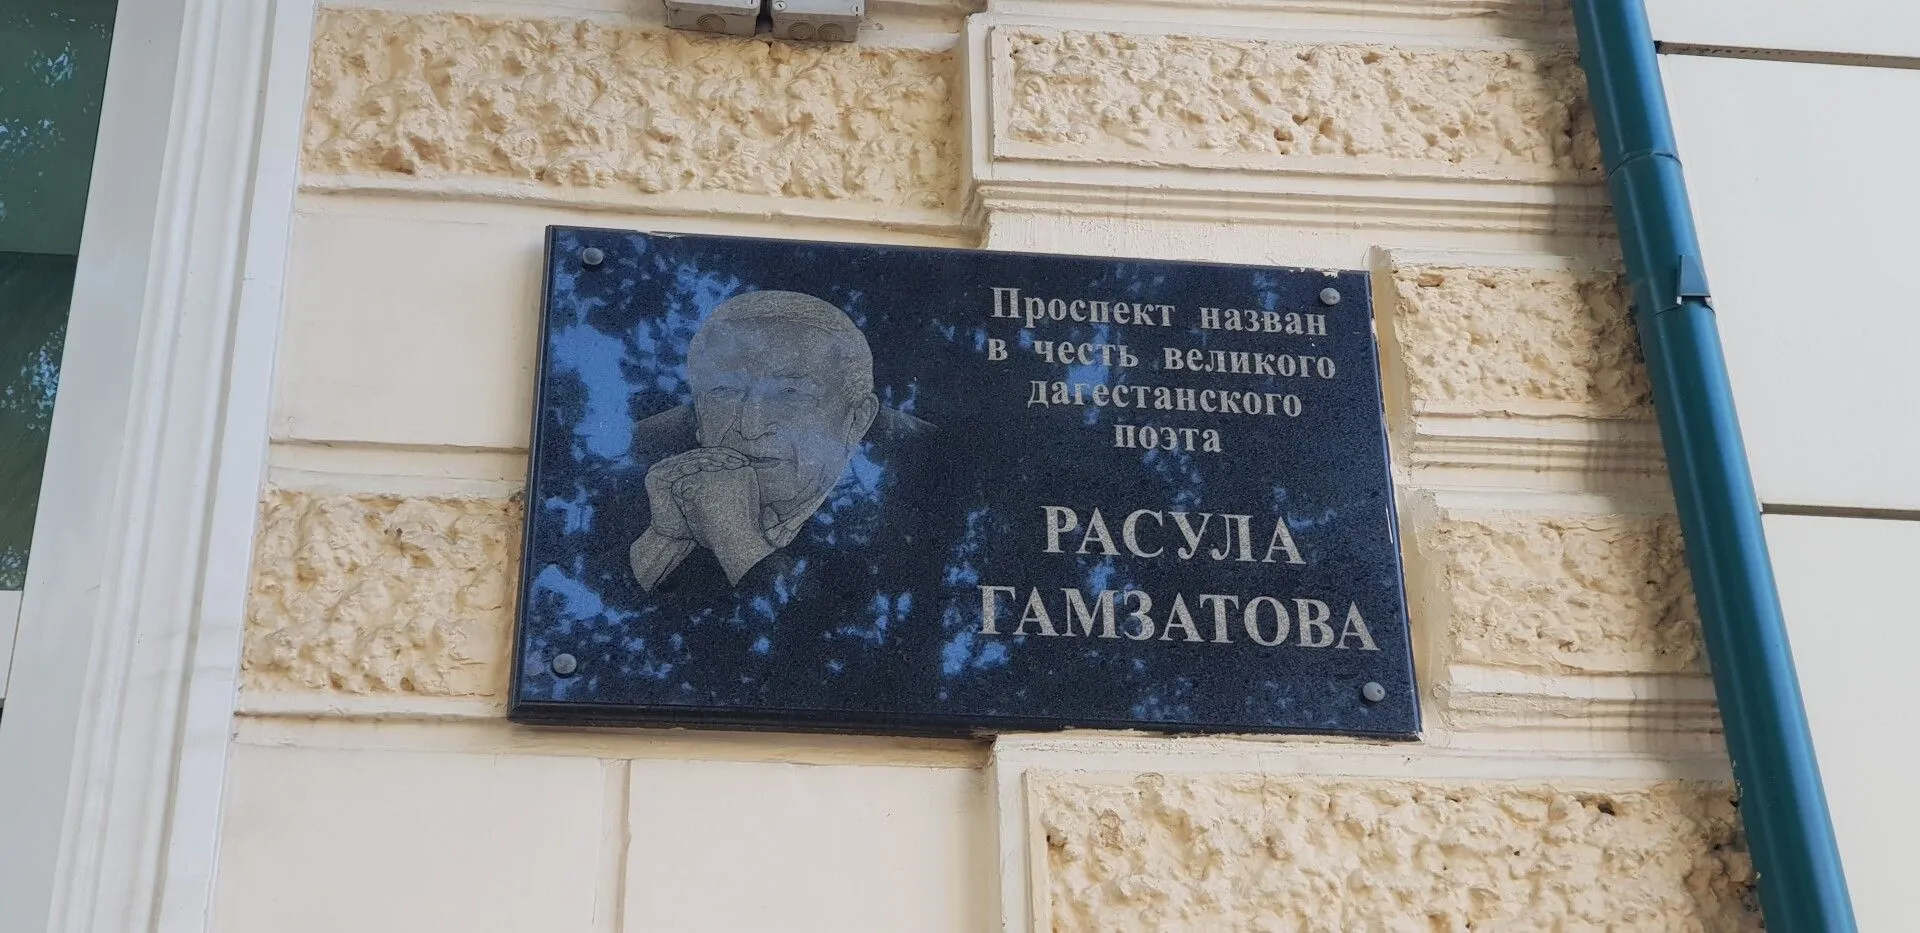 Проспект назван
в честь великого
дагестанского
поэта
РАСУЛА
ГАМЗАТОВА